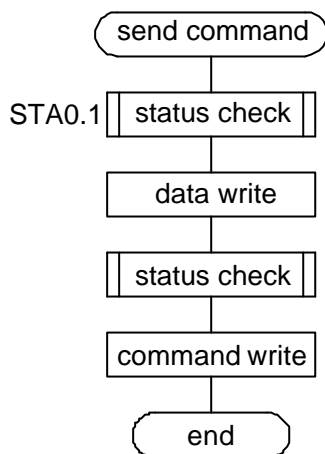 send command
STA0.1 status check
data write
status check
command write
end